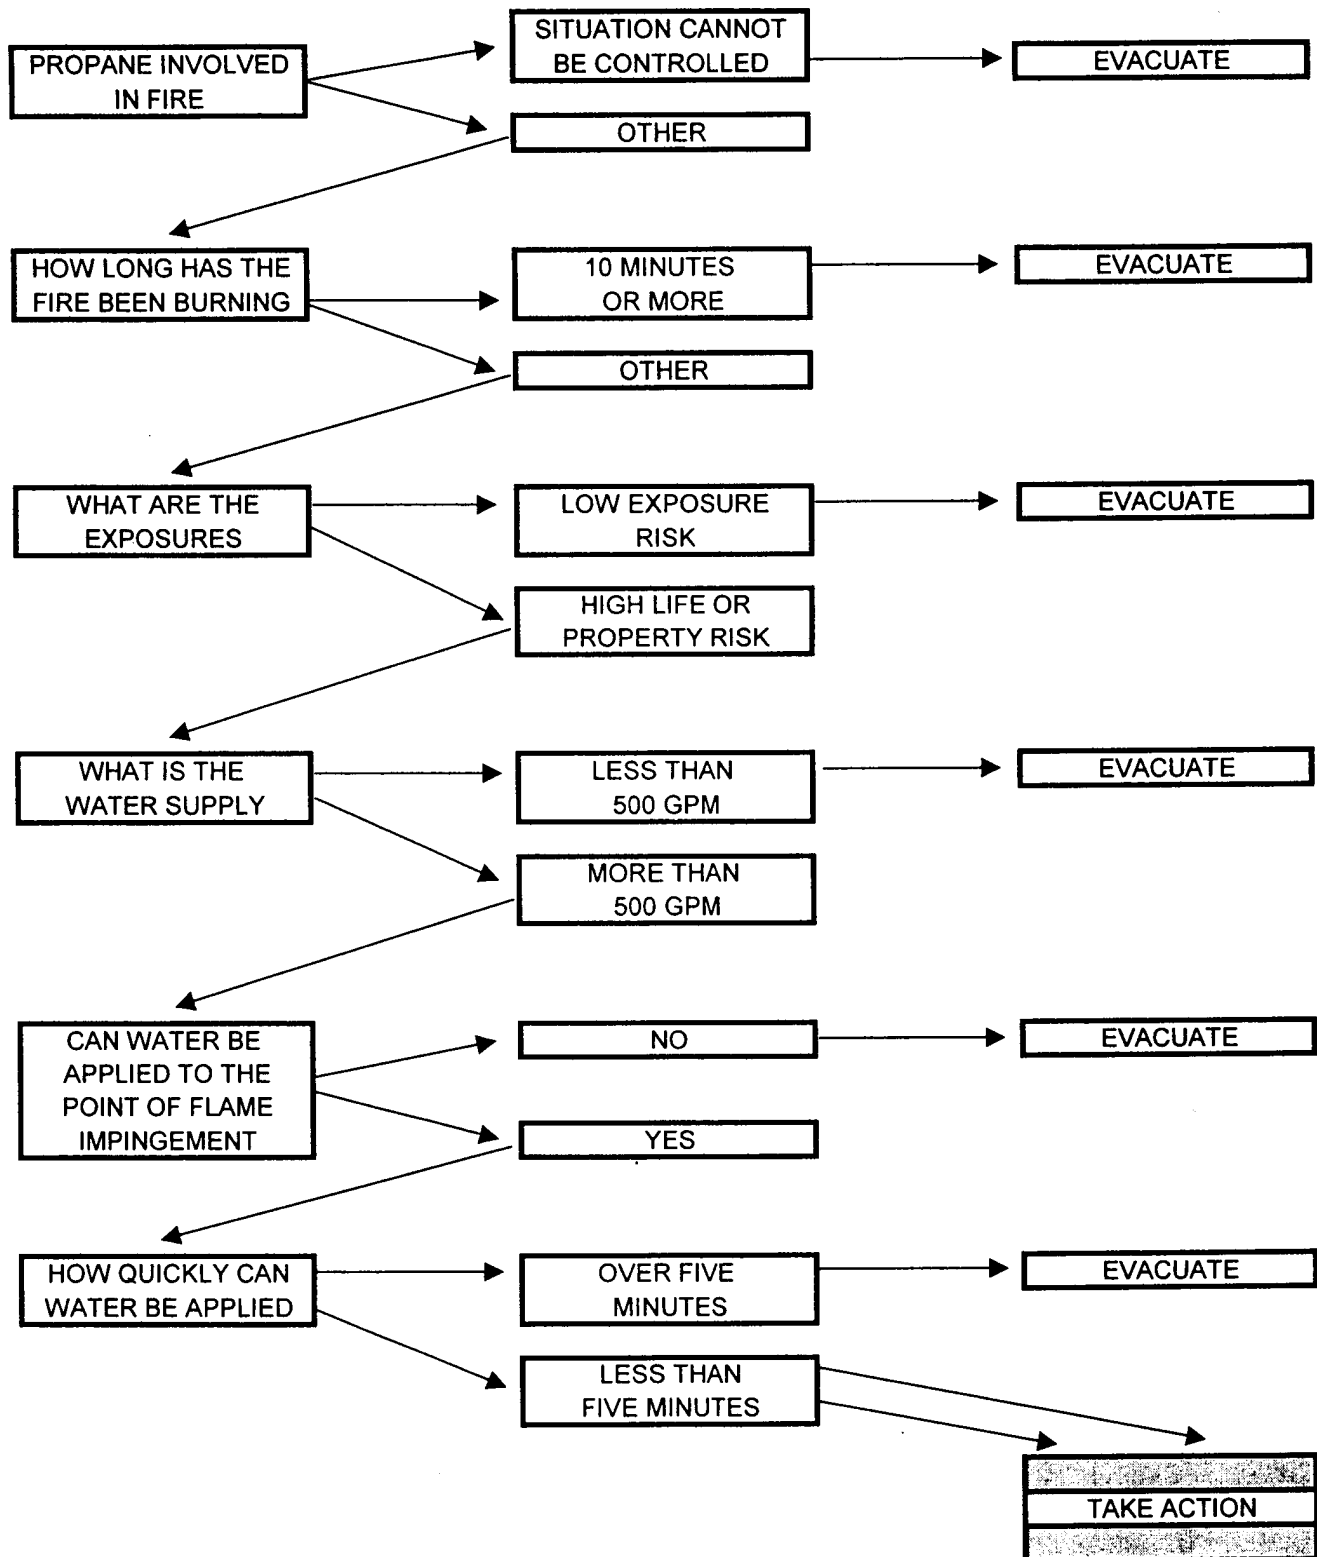 PROPANE INVOLVED
IN FIRE
SITUATION CANNOT
BE CONTROLLED
EVACUATE
OTHER
HOW LONG HAS THE
FIRE BEEN BURNING
10 MINUTES
OR MORE
EVACUATE
OTHER
WHAT ARE THE
EXPOSURES
LOW EXPOSURE
RISK
EVACUATE
HIGH LIFE OR
PROPERTY RISK
WHAT IS THE
WATER SUPPLY
LESS THAN
500 GPM
EVACUATE
MORE THAN
500 GPM
CAN WATER BE
APPLIED TO THE
POINT OF FLAME
IMPINGEMENT
NO
EVACUATE
YES
HOW QUICKLY CAN
WATER BE APPLIED
OVER FIVE
MINUTES
EVACUATE
LESS THAN
FIVE MINUTES
TAKE ACTION